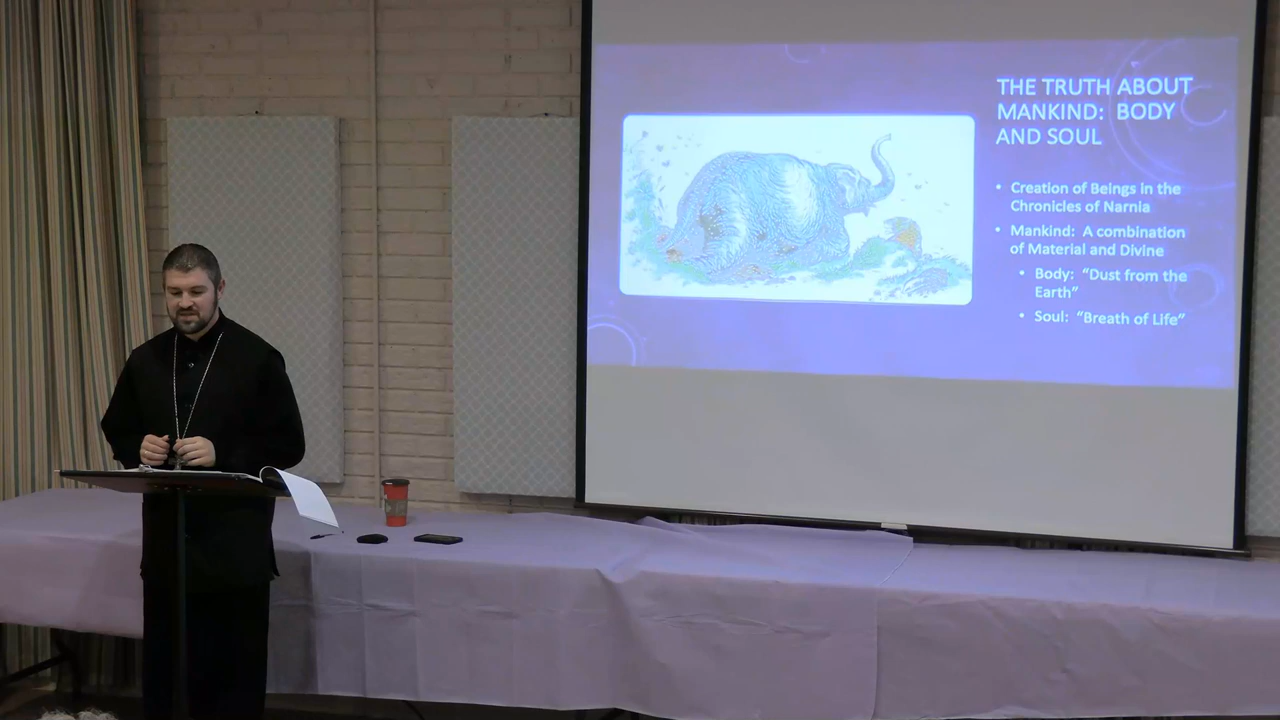 THE TRUTH ABOUT
MANKIND: BODY
AND SOUL
• Creation of Beings in the
Chronicles of Narnia
• Mankind: A combination
of Material and Divine
• Body: "Dust from the
Earth"
• Soul: "Breath of Life"